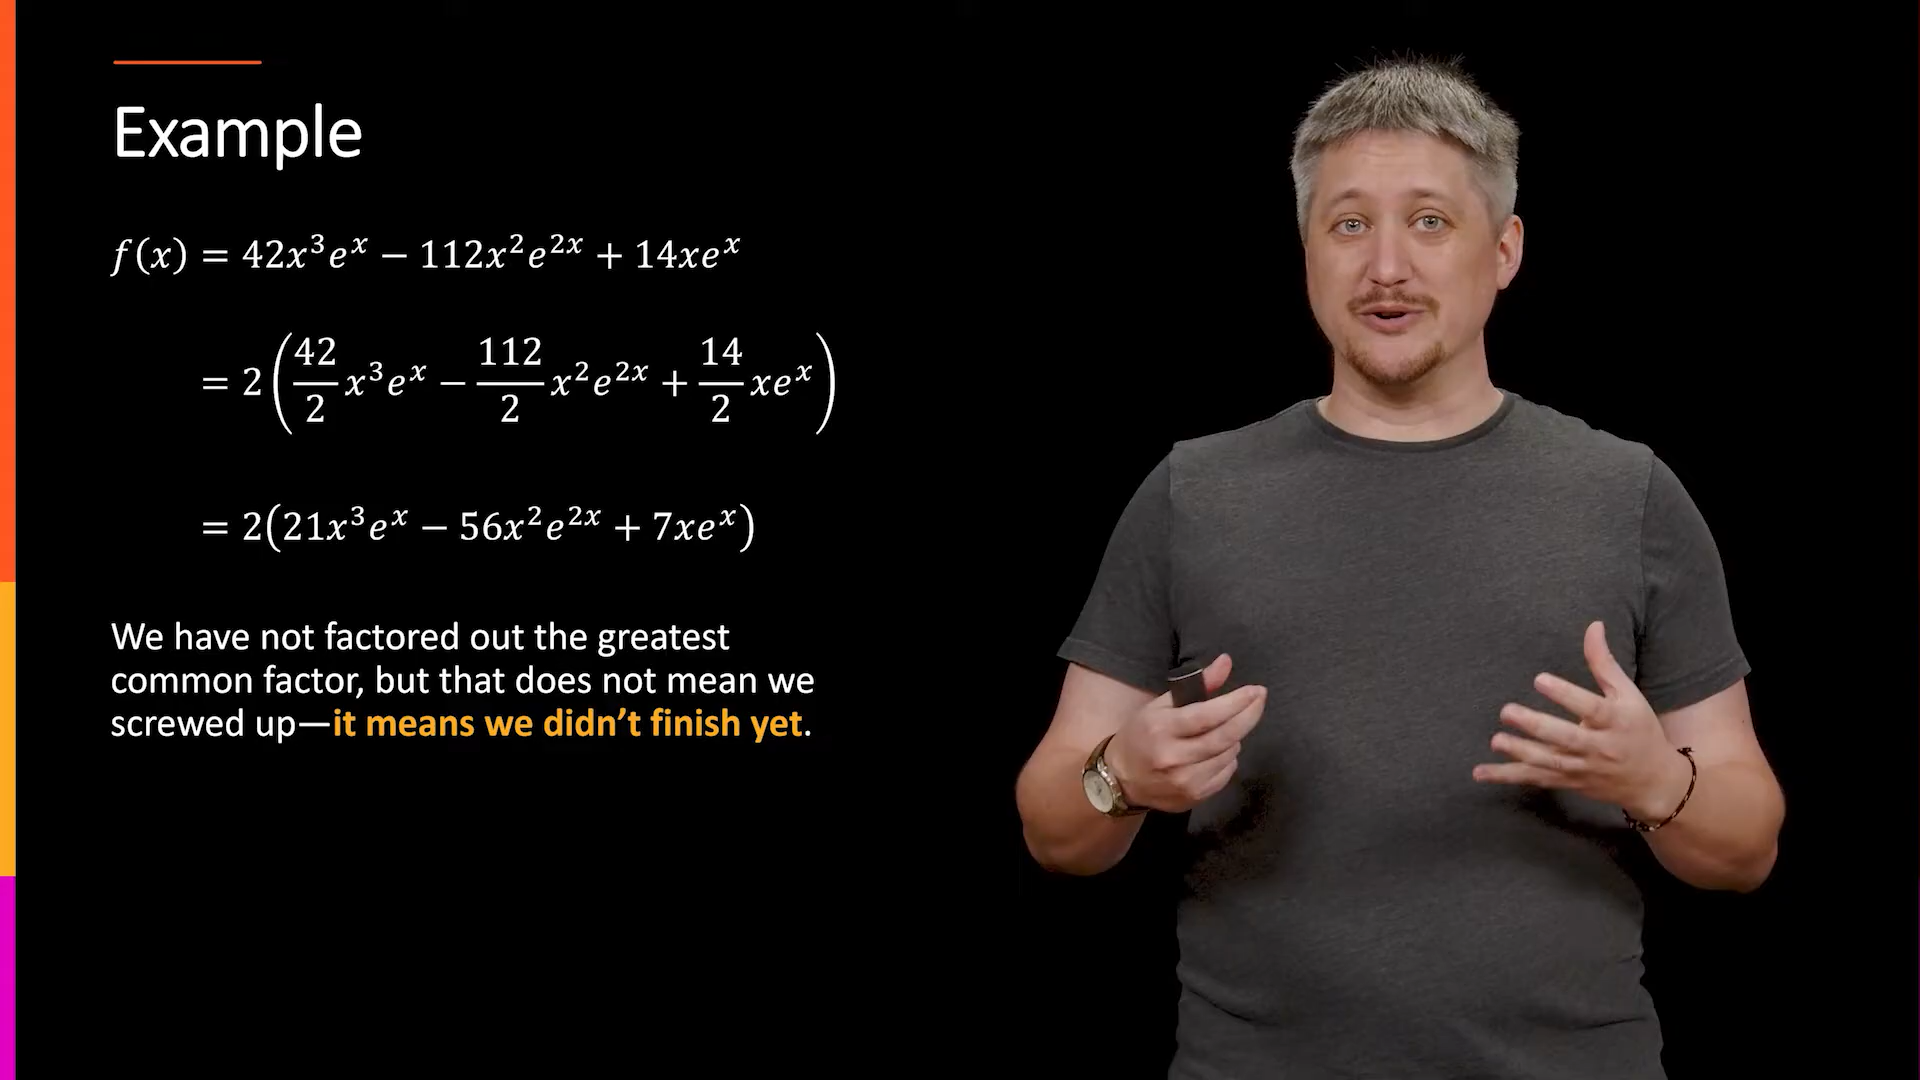 Example
f(x) = 42x³eˣ − 112x²e²ˣ + 14xeˣ
= 2(42/2 x³eˣ − 112/2 x²e²ˣ + 14/2 xeˣ)
= 2(21x³eˣ − 56x²e²ˣ + 7xeˣ)
We have not factored out the greatest
common factor, but that does not mean we
screwed up—it means we didn’t finish yet.